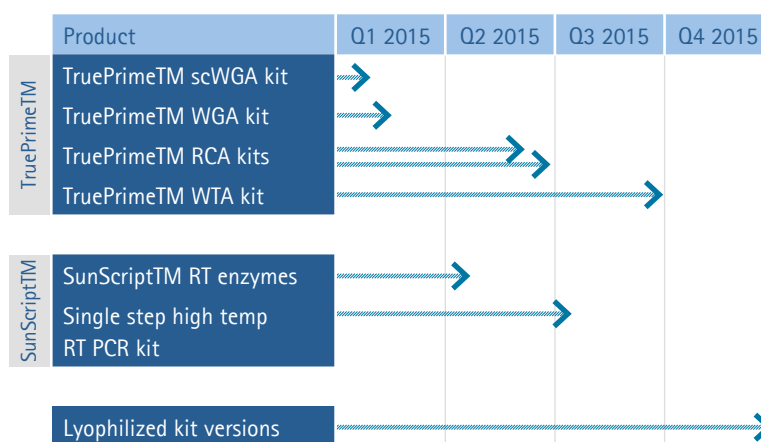 Product Q1 2015 Q2 2015 Q3 2015 Q4 2015
TruePrimeTM
TruePrimeTM scWGA kit
TruePrimeTM WGA kit
TruePrimeTM RCA kits
TruePrimeTM WTA kit
SunScriptTM
SunScriptTM RT enzymes
Single step high temp
RT PCR kit
Lyophilized kit versions